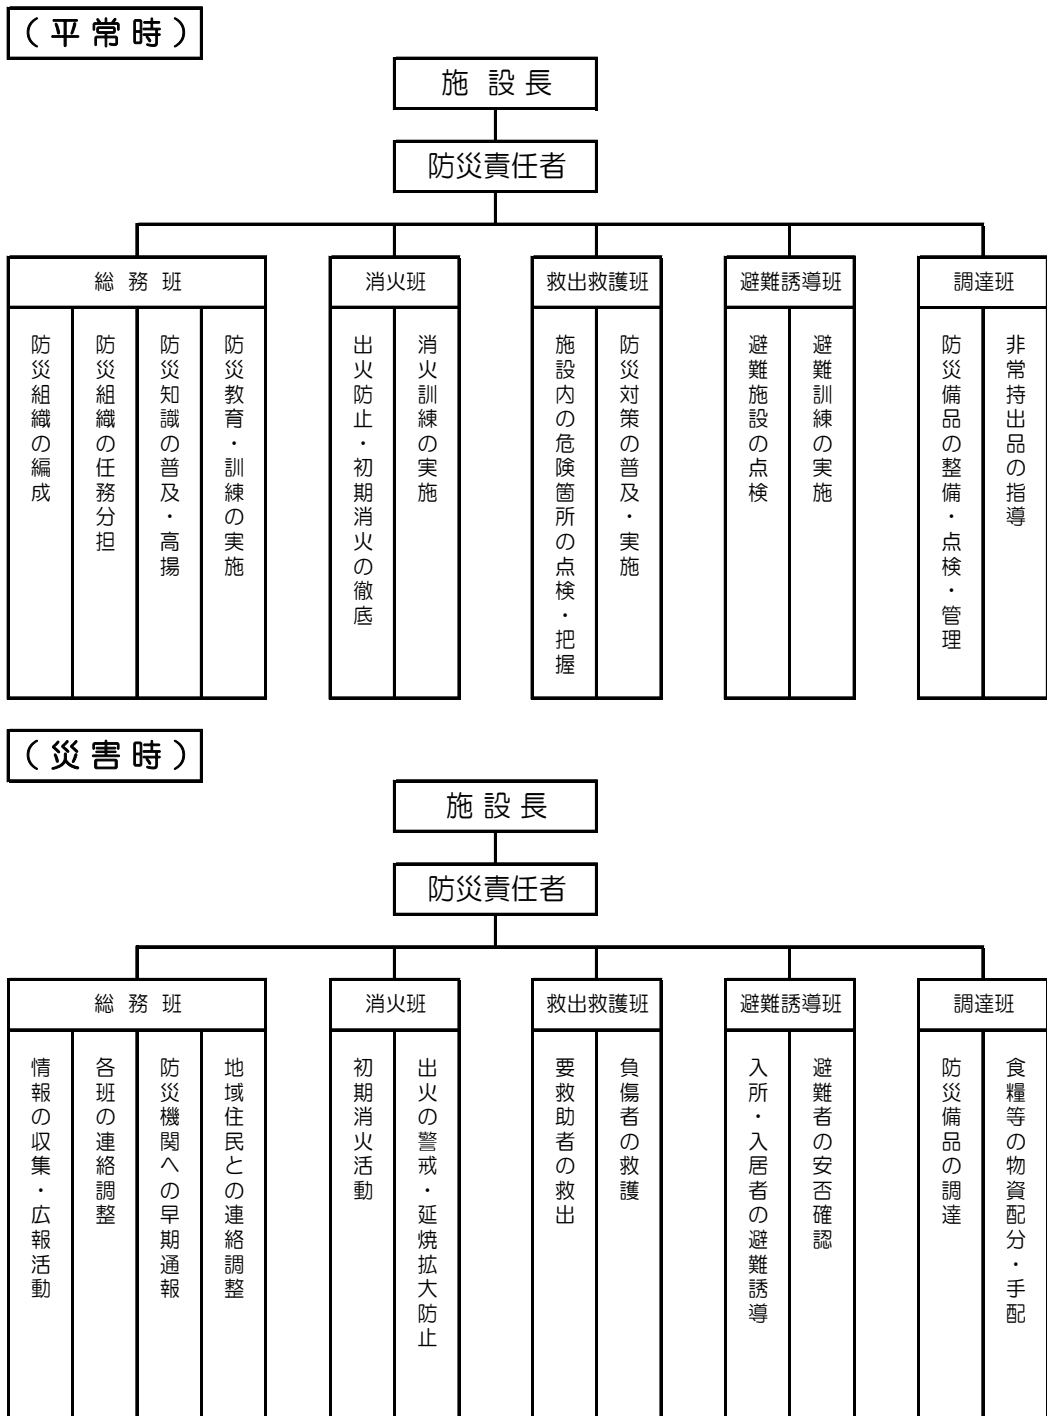 （平常時）
施設長
防災責任者
総務班
防災組織の編成
防災組織の任務分担
防災知識の普及・高揚
防災教育・訓練の実施
消火班
出火防止・初期消火の徹底
消火訓練の実施
救出救護班
施設内の危険箇所の点検・把握
防災対策の普及・実施
避難誘導班
避難施設の点検
避難訓練の実施
調達班
防災備品の整備・点検・管理
非常持出品の指導
（災害時）
施設長
防災責任者
総務班
情報の収集・広報活動
各班の連絡調整
防災機関への早期通報
地域住民との連絡調整
消火班
初期消火活動
出火の警戒・延焼拡大防止
救出救護班
要救助者の救出
負傷者の救護
避難誘導班
入所・入居者の避難誘導
避難者の安否確認
調達班
防災備品の調達
食糧等の物資配分・手配